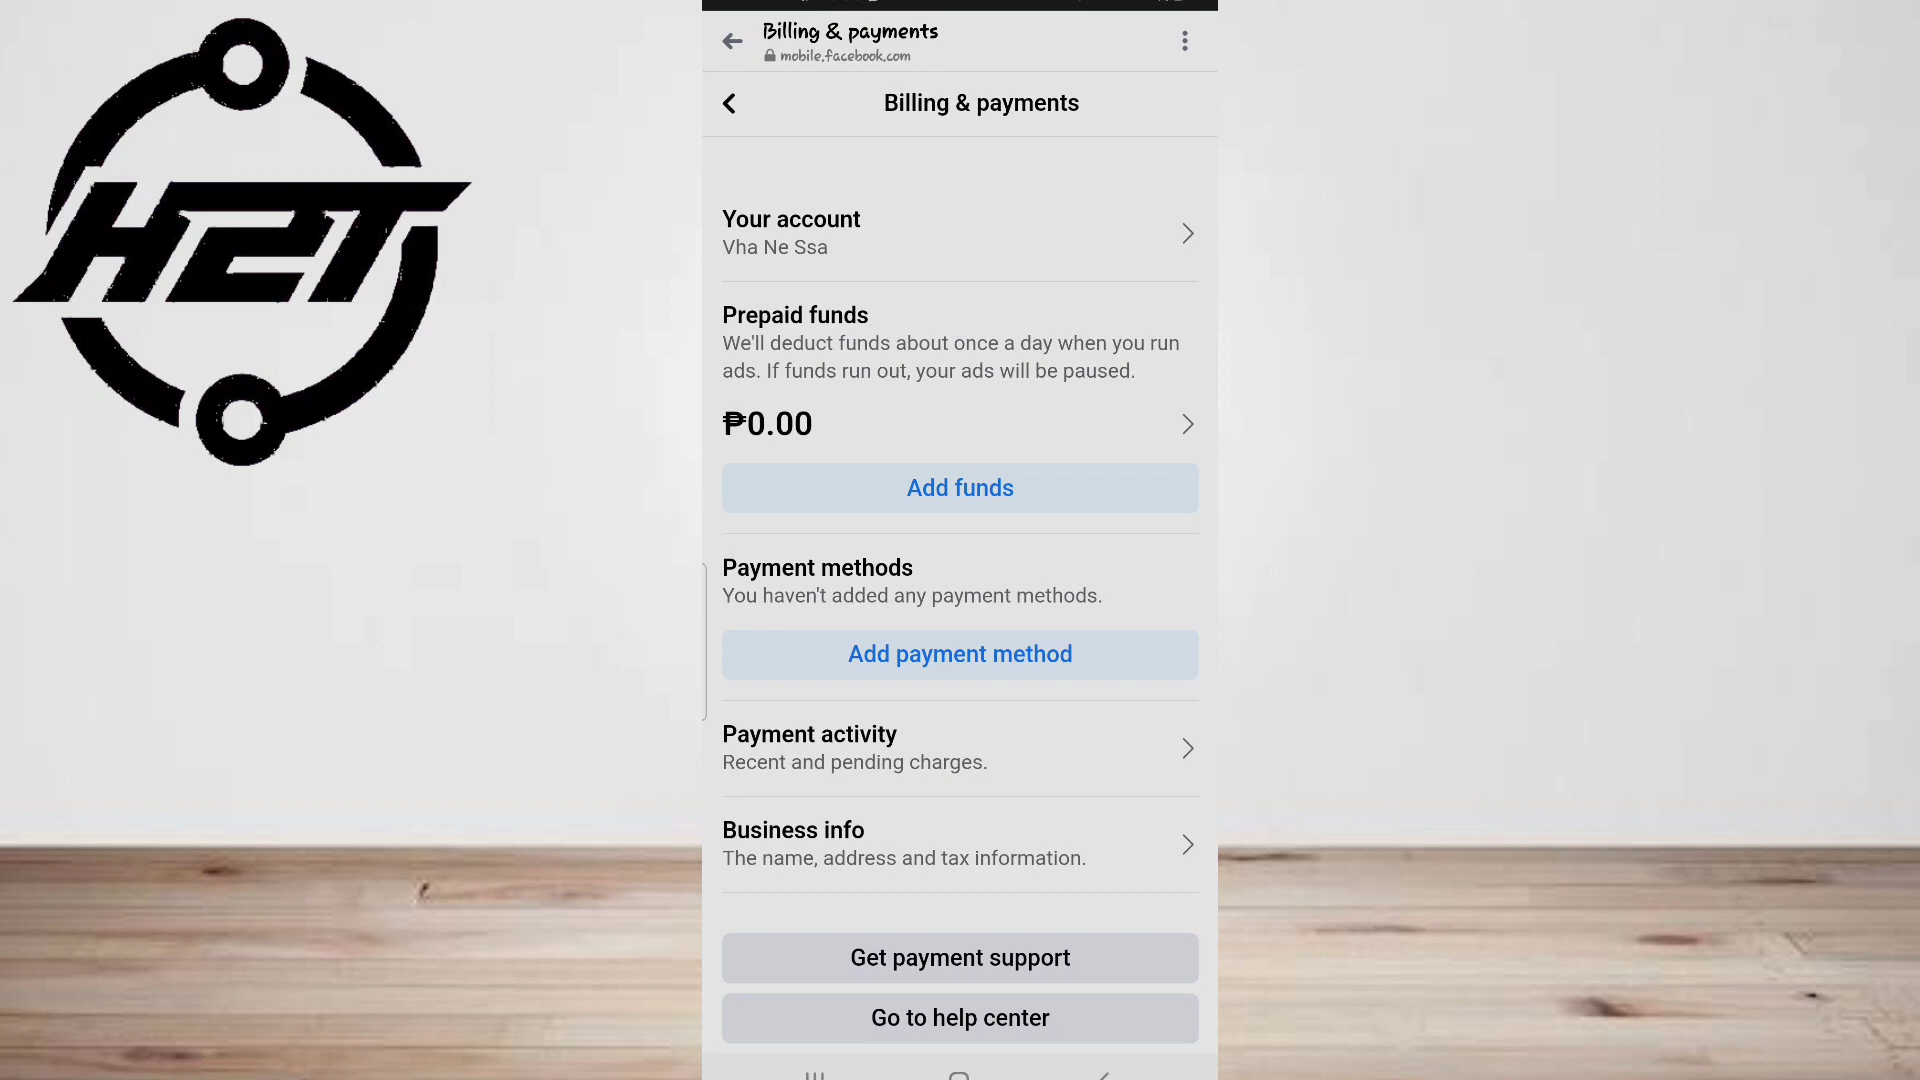 H2T
Billing & payments
mobile.facebook.com
Billing & payments
Your account
Vha Ne Ssa
Prepaid funds
We'll deduct funds about once a day when you run
ads. If funds run out, your ads will be paused.
₱0.00
Add funds
Payment methods
You haven't added any payment methods.
Add payment method
Payment activity
Recent and pending charges.
Business info
The name, address and tax information.
Get payment support
Go to help center